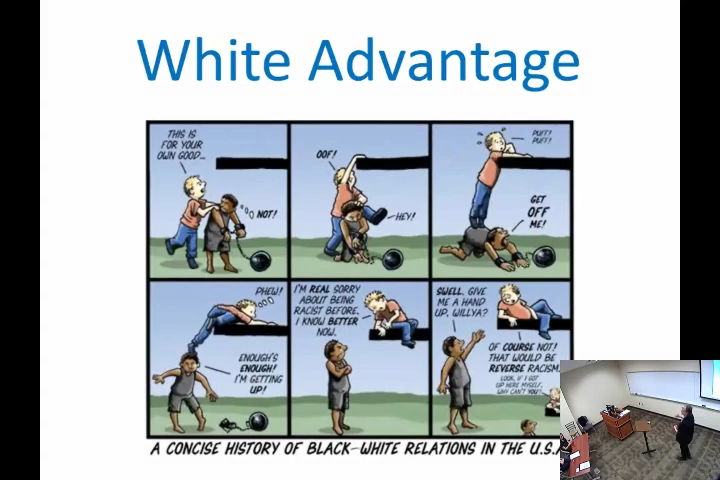 White Advantage
THIS IS
FOR YOUR
OWN GOOD...
NOT!
OOF!
HEY!
PUFF!
PUFF!
GET
OFF
ME!
PHEW!
ENOUGH'S
ENOUGH!
I'M GETTING
UP!
I'M REAL SORRY
ABOUT BEING
RACIST BEFORE.
I KNOW BETTER
NOW.
SWELL. GIVE
ME A HAND
UP, WILLYA?
OF COURSE NOT!
THAT WOULD BE
REVERSE RACISM.
LOOK, IF I GOT
UP HERE MYSELF,
WHY CAN'T YOU?
A CONCISE HISTORY OF BLACK-WHITE RELATIONS IN THE U.S.A